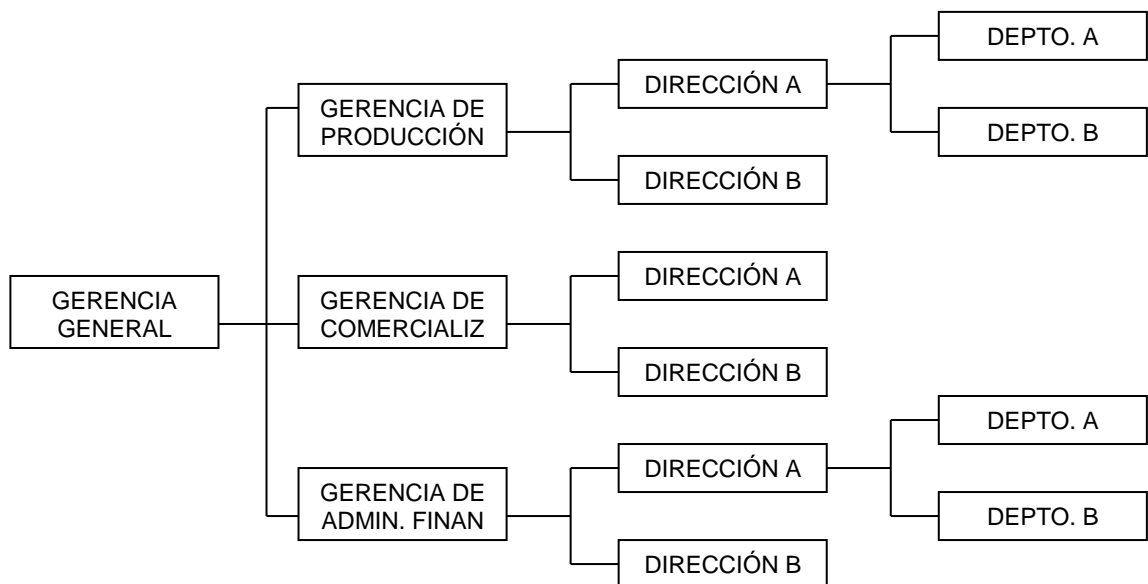 GERENCIA
GENERAL
GERENCIA DE
PRODUCCIÓN
DIRECCIÓN A
DEPTO. A
DEPTO. B
DIRECCIÓN B
GERENCIA DE
COMERCIALIZ
DIRECCIÓN A
DIRECCIÓN B
GERENCIA DE
ADMIN. FINAN
DIRECCIÓN A
DEPTO. A
DEPTO. B
DIRECCIÓN B